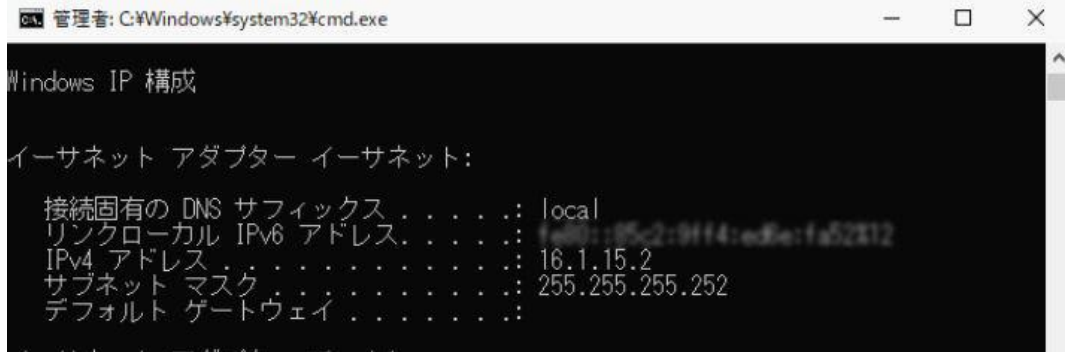 管理者: C:¥Windows¥system32¥cmd.exe
Windows IP 構成
イーサネット アダプター イーサネット:
接続固有の DNS サフィックス . . . . .: local
リンクローカル IPv6 アドレス. . . . .:
IPv4 アドレス . . . . . . . . . . . .: 16.1.15.2
サブネット マスク . . . . . . . . . .: 255.255.255.252
デフォルト ゲートウェイ . . . . . . .: